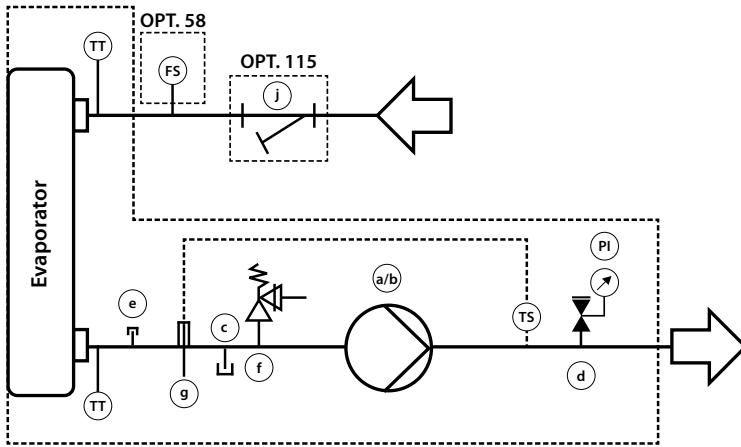 OPT. 58
TT
FS
OPT. 115
j
Evaporator
PI
a/b
e
c
TS
f
d
g
TT